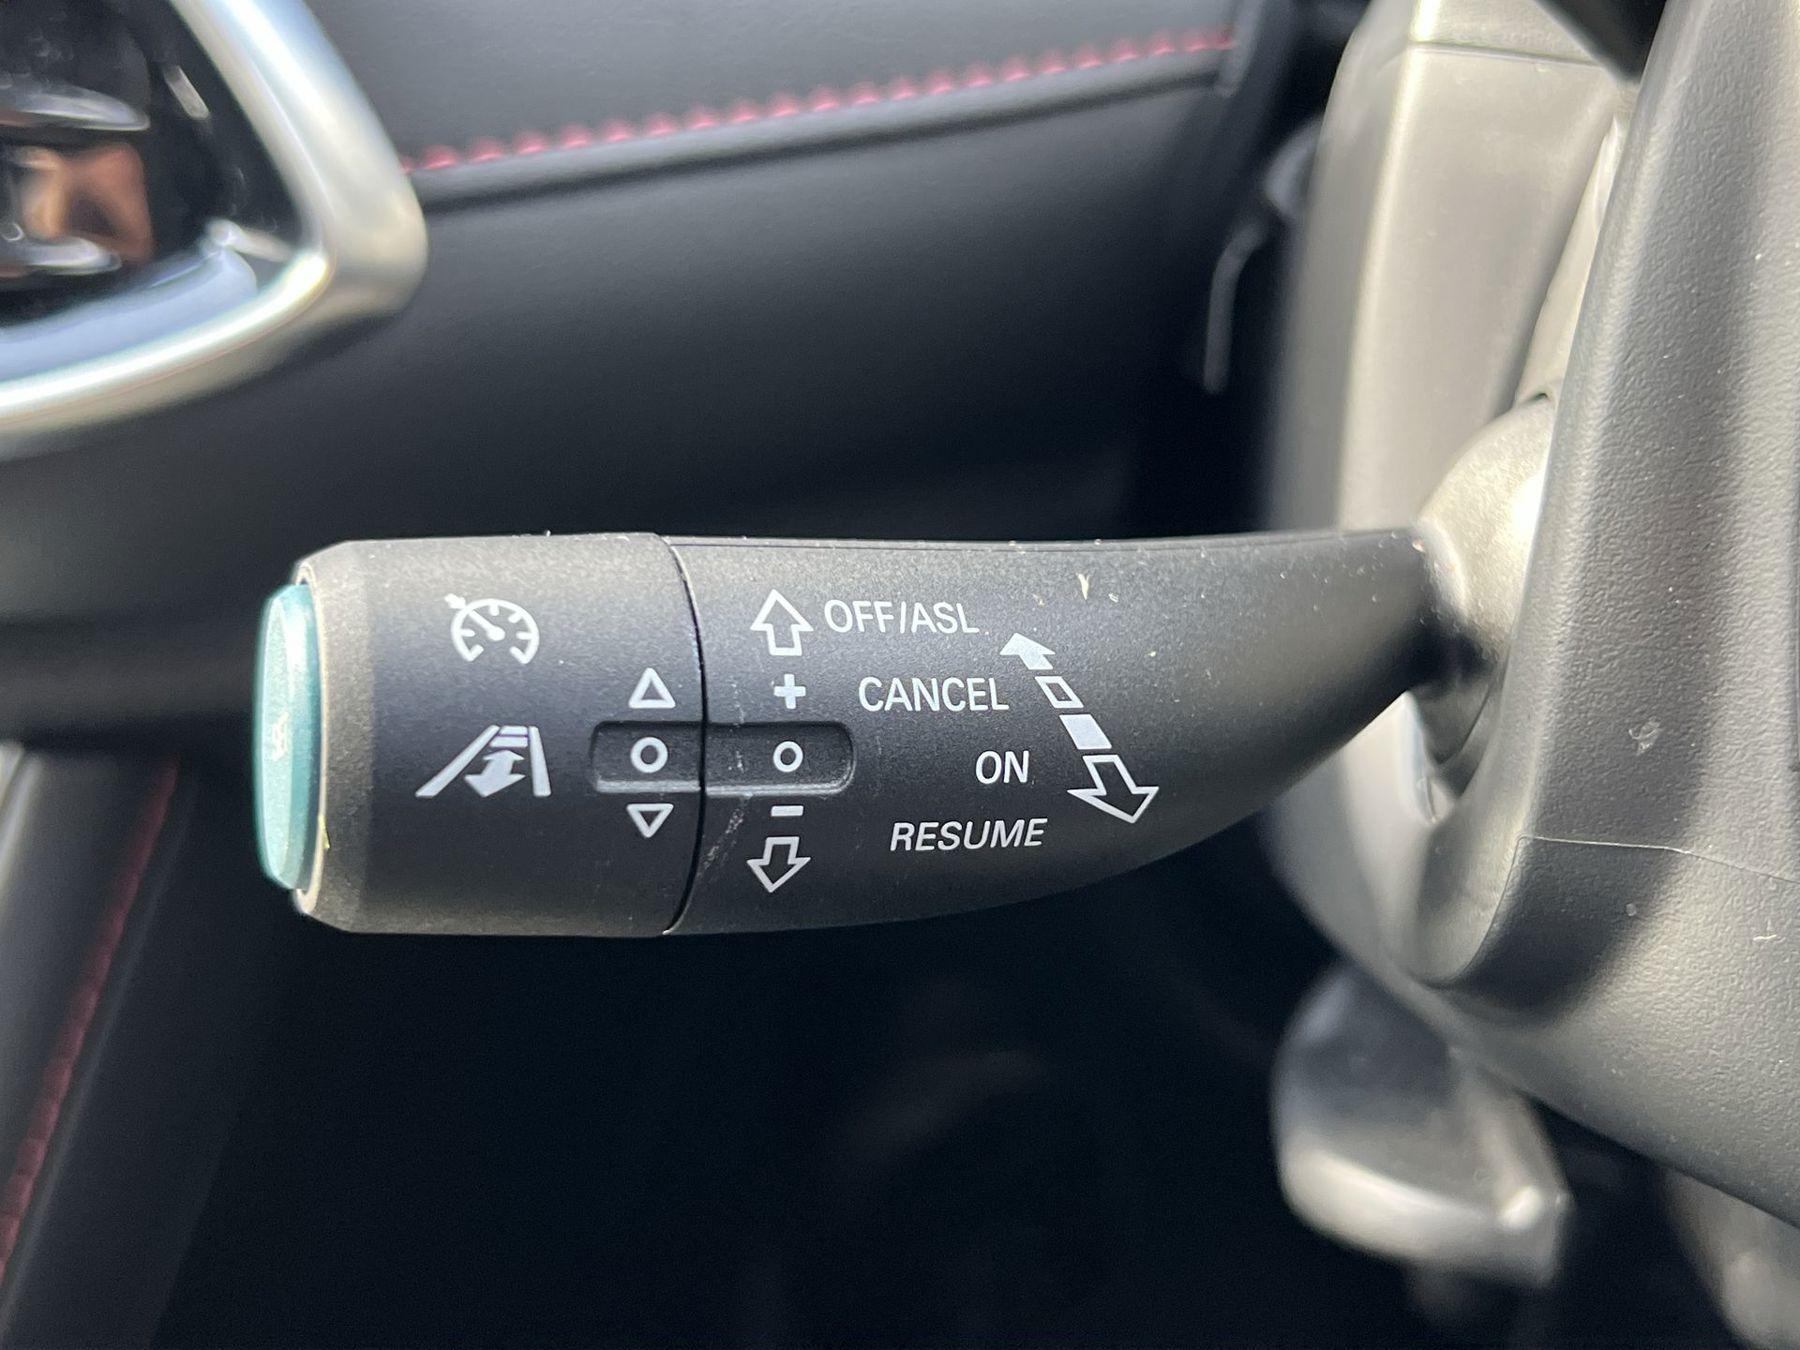 OFF/ASL
+ CANCEL
ON
-
RESUME